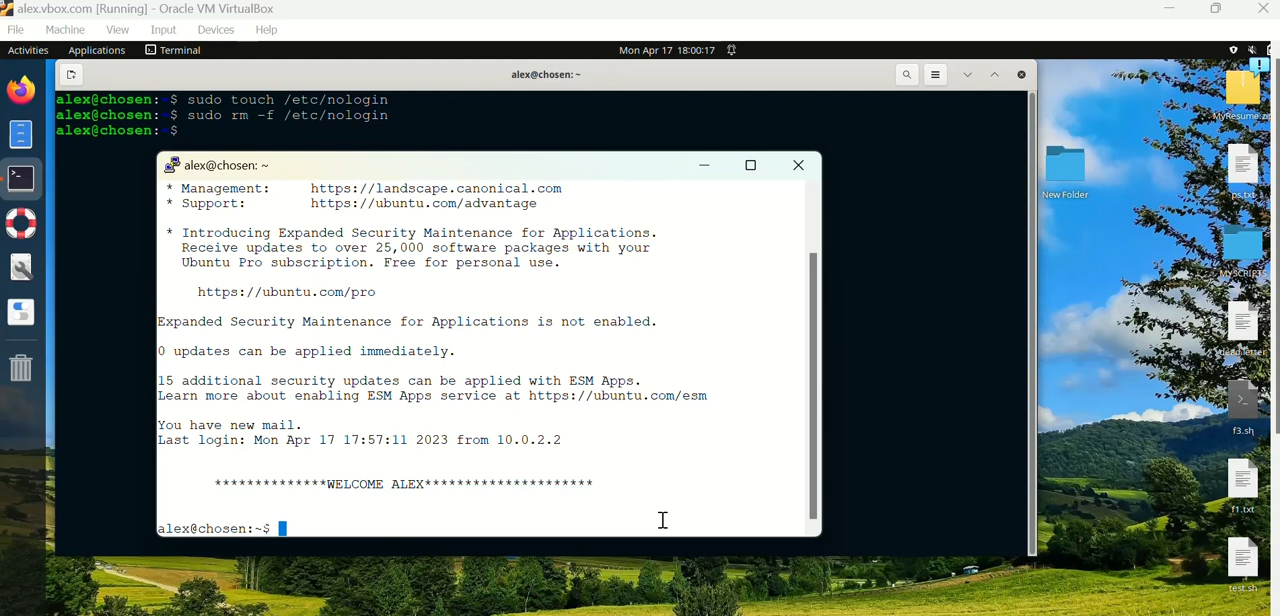 alex.vbox.com [Running] - Oracle VM VirtualBox
File Machine View Input Devices Help
Activities Applications Terminal Mon Apr 17 18:00:17
alex@chosen: ~
alex@chosen:~$ sudo touch /etc/nologin
alex@chosen:~$ sudo rm -f /etc/nologin
alex@chosen:~$
alex@chosen: ~
* Management: https://landscape.canonical.com
* Support: https://ubuntu.com/advantage
* Introducing Expanded Security Maintenance for Applications.
Receive updates to over 25,000 software packages with your
Ubuntu Pro subscription. Free for personal use.
https://ubuntu.com/pro
Expanded Security Maintenance for Applications is not enabled.
0 updates can be applied immediately.
15 additional security updates can be applied with ESM Apps.
Learn more about enabling ESM Apps service at https://ubuntu.com/esm
You have new mail.
Last login: Mon Apr 17 17:57:11 2023 from 10.0.2.2
**************WELCOME ALEX*********************
alex@chosen:~$
MyResume.zip
New Folder
ps.txt
MYSCRIPTS
dead.letter
f3.sh
f1.txt
test.sh